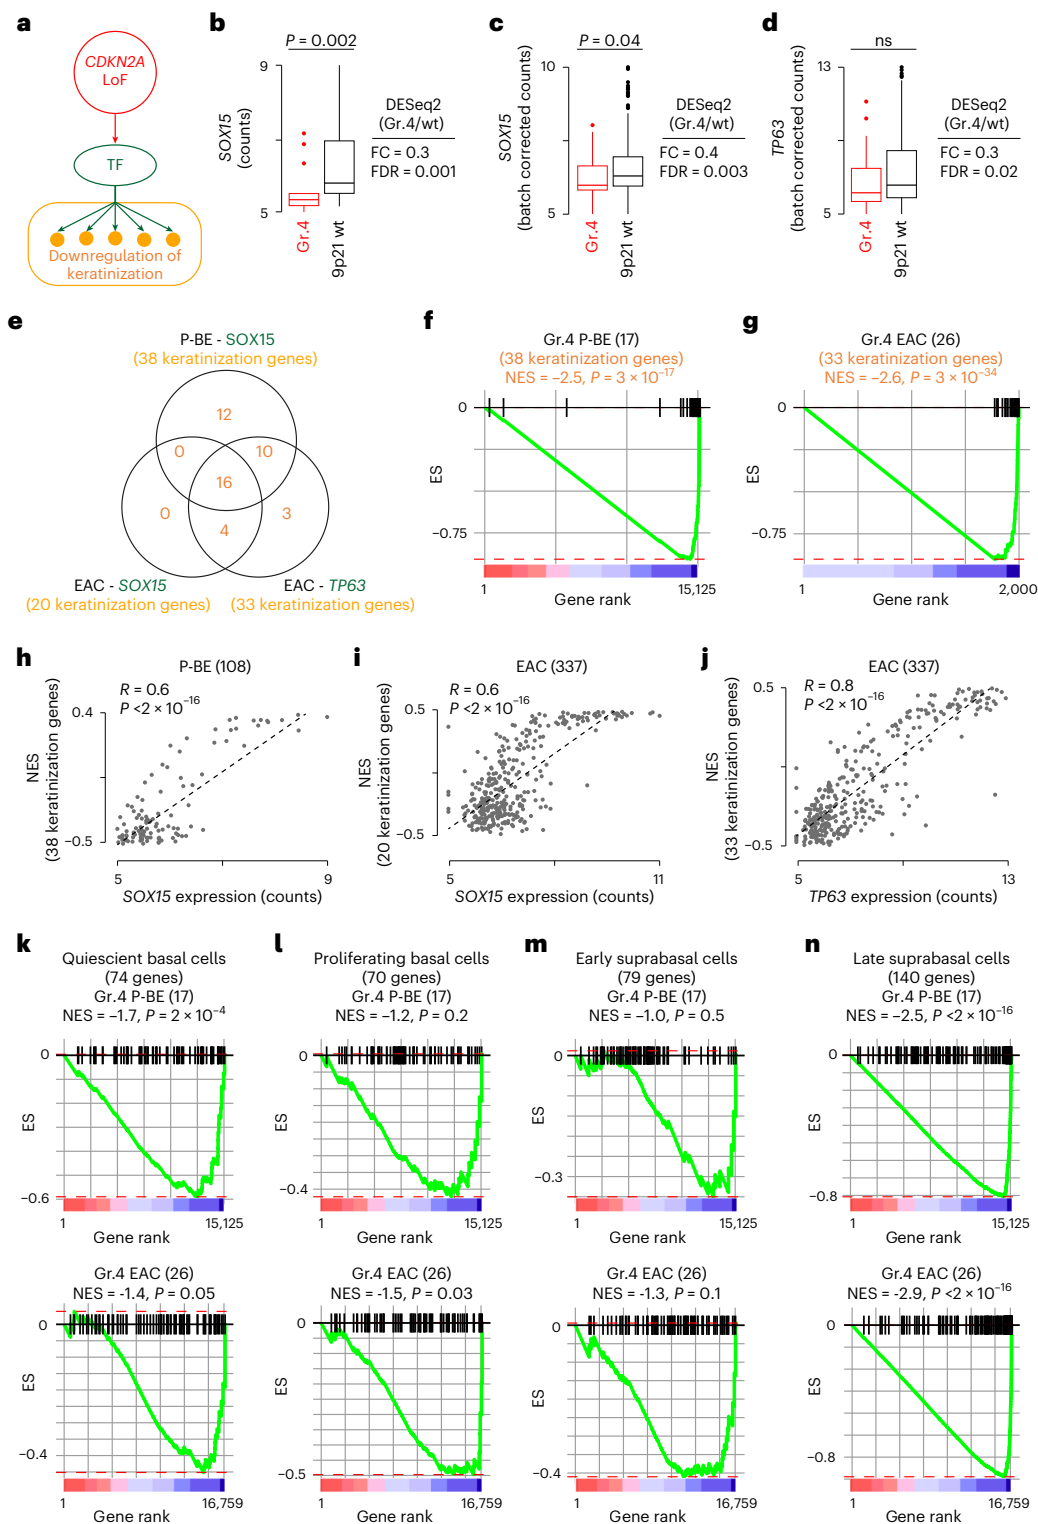 a
CDKN2A
LoF
TF
Downregulation of
keratinization
b
P = 0.002
9
5
SOX15
(counts)
DESeq2
(Gr.4/wt)
FC = 0.3
FDR = 0.001
Gr.4
9p21 wt
c
P = 0.04
10
5
SOX15
(batch corrected counts)
DESeq2
(Gr.4/wt)
FC = 0.4
FDR = 0.003
Gr.4
9p21 wt
d
ns
13
5
TP63
(batch corrected counts)
DESeq2
(Gr.4/wt)
FC = 0.3
FDR = 0.02
Gr.4
9p21 wt
e
P-BE - SOX15
(38 keratinization genes)
12
0
10
16
0
3
4
EAC - SOX15
(20 keratinization genes)
EAC - TP63
(33 keratinization genes)
f
Gr.4 P-BE (17)
(38 keratinization genes)
NES = −2.5, P = 3 × 10−17
0
ES
−0.75
1
15,125
Gene rank
g
Gr.4 EAC (26)
(33 keratinization genes)
NES = −2.6, P = 3 × 10−34
0
ES
−0.75
1
2,000
Gene rank
h
P-BE (108)
R = 0.6
P <2 × 10−16
0.4
−0.5
NES
(38 keratinization genes)
5
9
SOX15 expression (counts)
i
EAC (337)
R = 0.6
P <2 × 10−16
0.5
−0.5
NES
(20 keratinization genes)
5
11
SOX15 expression (counts)
j
EAC (337)
R = 0.8
P <2 × 10−16
0.5
−0.5
NES
(33 keratinization genes)
5
13
TP63 expression (counts)
k
Quiescent basal cells
(74 genes)
Gr.4 P-BE (17)
NES = −1.7, P = 2 × 10−4
0
ES
−0.6
1
15,125
Gene rank
Gr.4 EAC (26)
NES = -1.4, P = 0.05
0
ES
−0.4
1
16,759
Gene rank
l
Proliferating basal cells
(70 genes)
Gr.4 P-BE (17)
NES = −1.2, P = 0.2
0
ES
−0.4
1
15,125
Gene rank
Gr.4 EAC (26)
NES = -1.5, P = 0.03
0
ES
−0.5
1
16,759
Gene rank
m
Early suprabasal cells
(79 genes)
Gr.4 P-BE (17)
NES = −1.0, P = 0.5
0
ES
−0.3
1
15,125
Gene rank
Gr.4 EAC (26)
NES = -1.3, P = 0.1
0
ES
−0.4
1
16,759
Gene rank
n
Late suprabasal cells
(140 genes)
Gr.4 P-BE (17)
NES = −2.5, P <2 × 10−16
0
ES
−0.8
1
15,125
Gene rank
Gr.4 EAC (26)
NES = −2.9, P <2 × 10−16
0
ES
−0.8
1
16,759
Gene rank